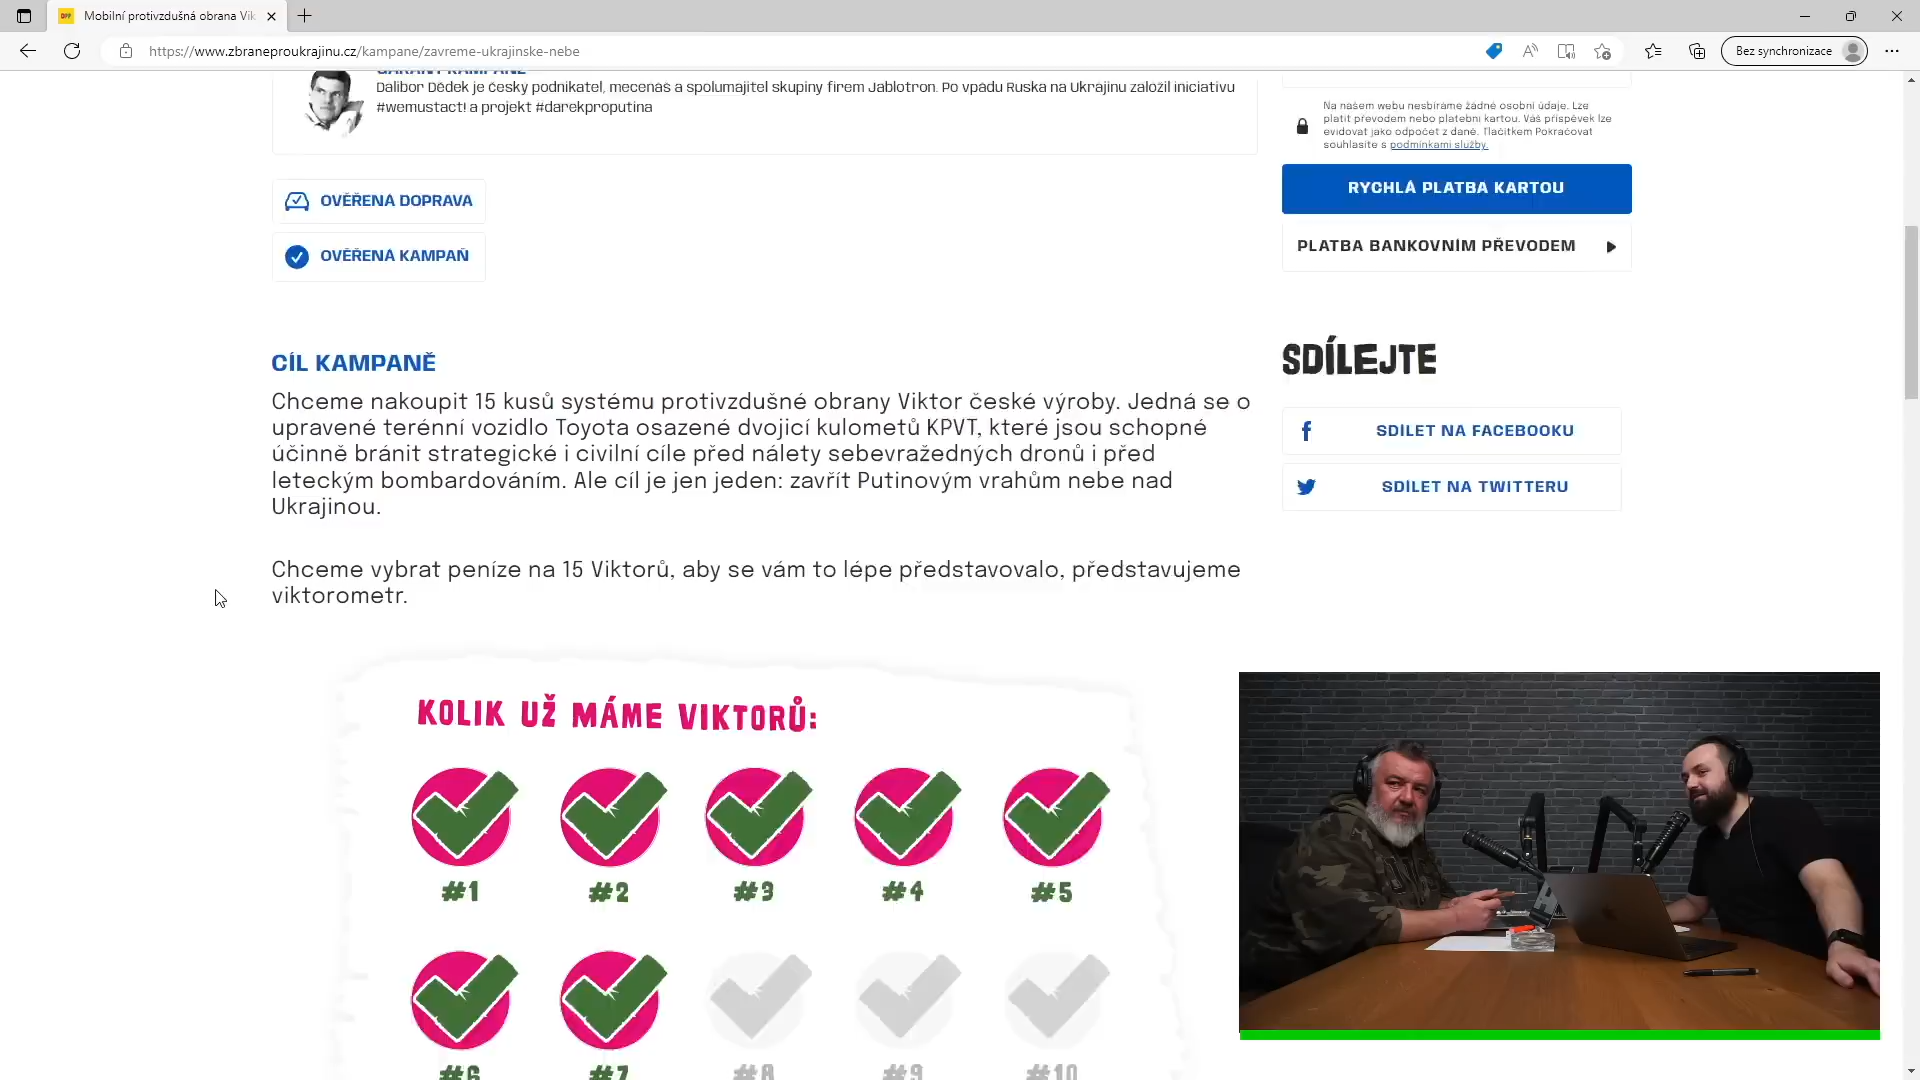 Mobilní protivzdušná obrana Vik
https://www.zbraneproukrajinu.cz/kampane/zavreme-ukrajinske-nebe
Bez synchronizace
GARANT KAMPANĚ
Dalibor Dědek je český podnikatel, mecenáš a spolumajitel skupiny firem Jablotron. Po vpádu Ruska na Ukrajinu založil iniciativu
#wemustact! a projekt #darekproputina
OVĚŘENÁ DOPRAVA
OVĚŘENÁ KAMPAŇ
Na našem webu nesbíráme žádné osobní údaje. Lze
platit převodem nebo platební kartou. Váš příspěvek lze
evidovat jako odpočet z daně. Tlačítkem Pokračovat
souhlasíte s podmínkami služby.
RYCHLÁ PLATBA KARTOU
PLATBA BANKOVNÍM PŘEVODEM
SDÍLEJTE
SDÍLET NA FACEBOOKU
SDÍLET NA TWITTERU
CÍL KAMPANĚ
Chceme nakoupit 15 kusů systému protivzdušné obrany Viktor české výroby. Jedná se o
upravené terénní vozidlo Toyota osazené dvojicí kulometů KPVT, které jsou schopné
účinně bránit strategické i civilní cíle před nálety sebevražedných dronů i před
leteckým bombardováním. Ale cíl je jen jeden: zavřít Putinovým vrahům nebe nad
Ukrajinou.
Chceme vybrat peníze na 15 Viktorů, aby se vám to lépe představovalo, představujeme
viktorometr.
KOLIK UŽ MÁME VIKTORŮ:
#1 #2 #3 #4 #5
#6 #7 #8 #9 #10